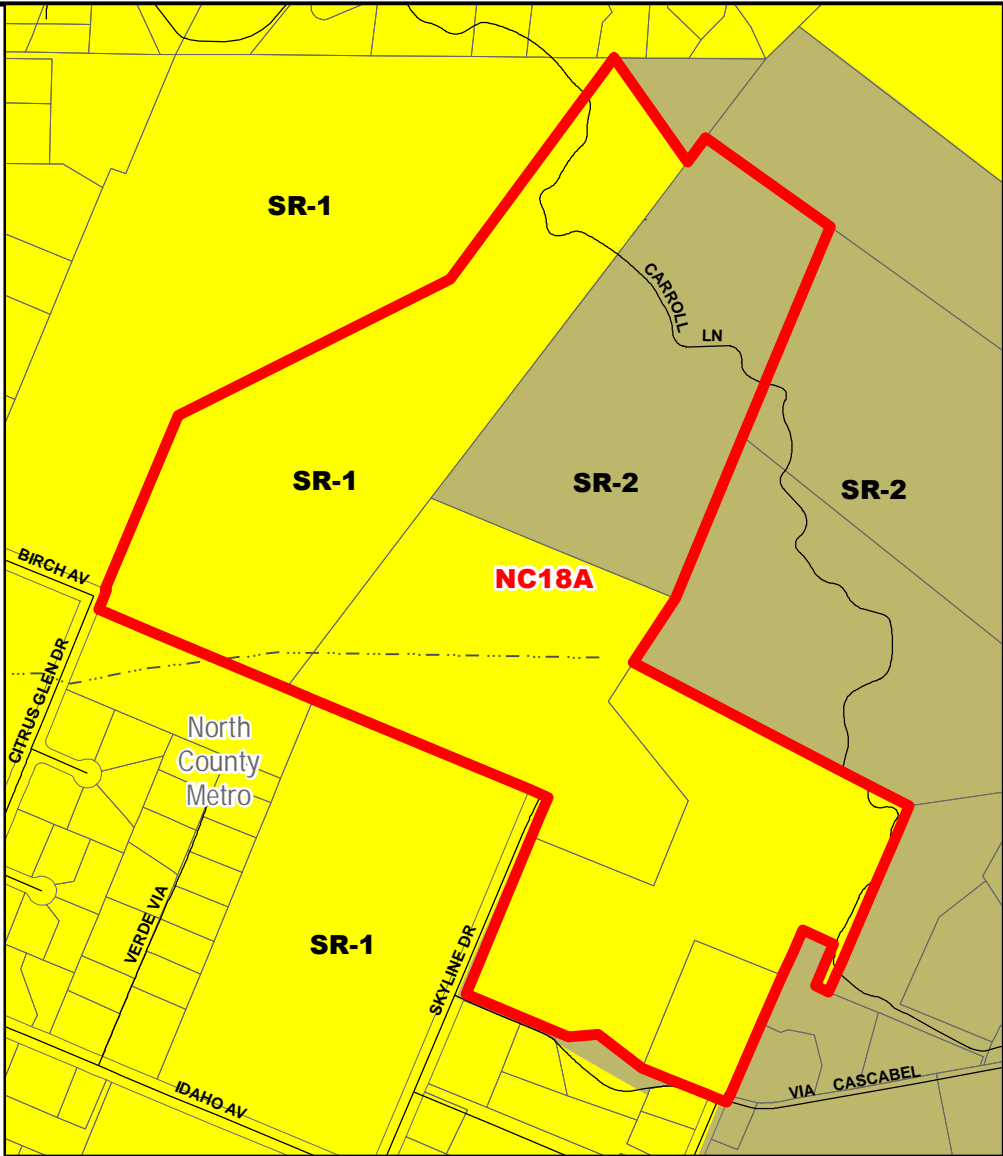 SR-1
CARROLL
LN
SR-1
SR-2
SR-2
BIRCH AV
NC18A
CITRUS GLEN DR
North
County
Metro
VERDE VIA
SR-1
SKYLINE DR
IDAHO AV
VIA CASCABEL